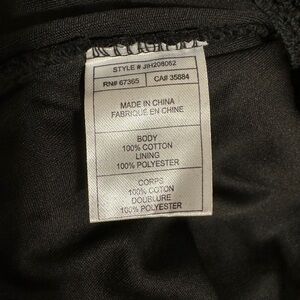 STYLE # JIH208062
RN# 67365 CA# 35884
MADE IN CHINA
FABRIQUE EN CHINE
BODY
100% COTTON
LINING
100% POLYESTER
CORPS
100% COTON
DOUBLURE
100% POLYESTER